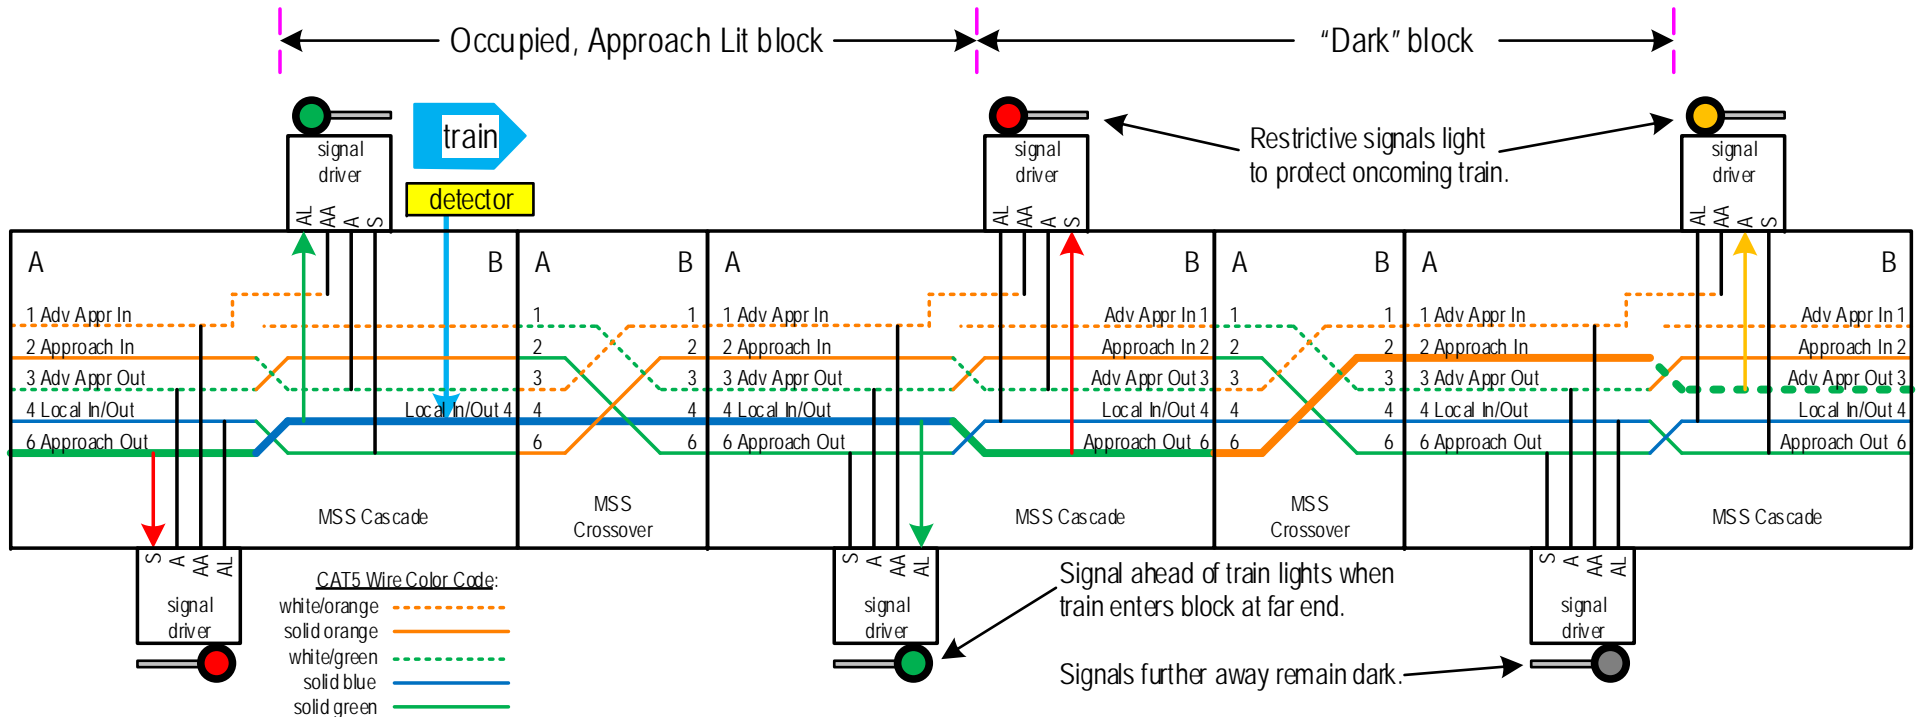 Occupied, Approach Lit block
“Dark” block
train
detector
signal
driver
AL
AA
A
S
signal
driver
AL
AA
A
S
signal
driver
AL
AA
A
S
Restrictive signals light
to protect oncoming train.
A
B
A
B
A
B
A
B
A
B
1 Adv Appr In
2 Approach In
3 Adv Appr Out
4 Local In/Out
6 Approach Out
Local In/Out 4
MSS Cascade
1
2
3
4
6
1
2
3
4
6
MSS
Crossover
1 Adv Appr In
2 Approach In
3 Adv Appr Out
4 Local In/Out
6 Approach Out
Adv Appr In 1
Approach In 2
Adv Appr Out 3
Local In/Out 4
Approach Out 6
MSS Cascade
1
2
3
4
6
1
2
3
4
6
MSS
Crossover
1 Adv Appr In
2 Approach In
3 Adv Appr Out
4 Local In/Out
6 Approach Out
Adv Appr In 1
Approach In 2
Adv Appr Out 3
Local In/Out 4
Approach Out 6
MSS Cascade
S
A
AA
AL
signal
driver
S
A
AA
AL
signal
driver
S
A
AA
AL
signal
driver
CAT5 Wire Color Code:
white/orange
solid orange
white/green
solid blue
solid green
Signal ahead of train lights when
train enters block at far end.
Signals further away remain dark.